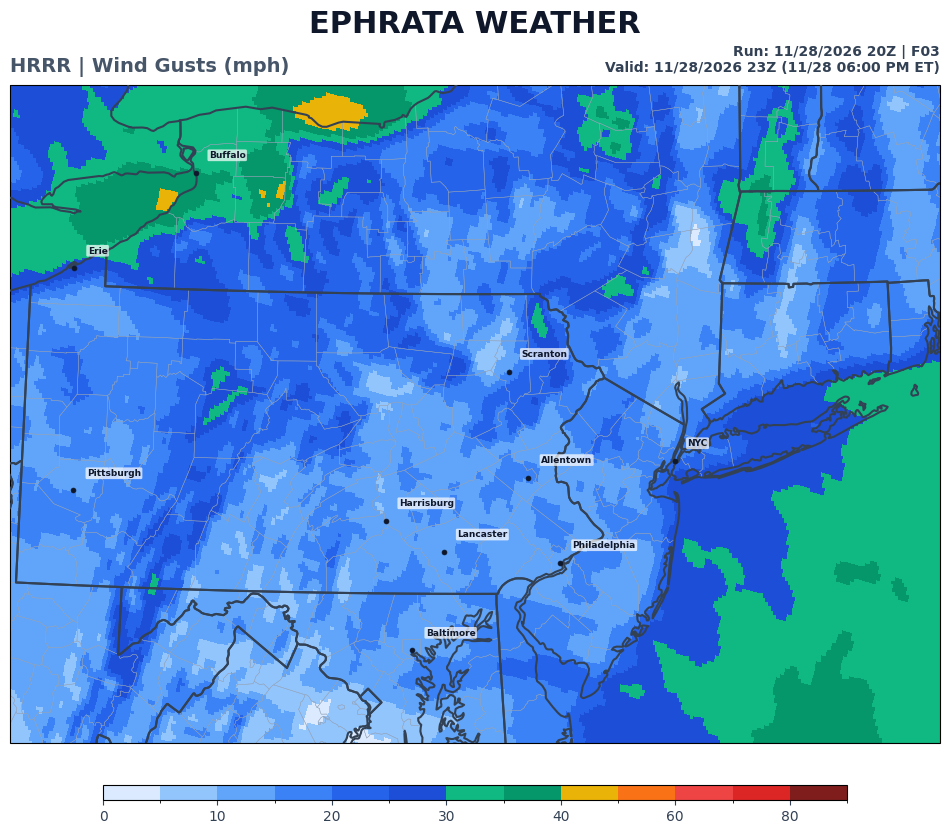 EPHRATA WEATHER
HRRR | Wind Gusts (mph)
Run: 11/28/2026 20Z | F03
Valid: 11/28/2026 23Z (11/28 06:00 PM ET)
Buffalo
Erie
Scranton
NYC
Pittsburgh
Allentown
Harrisburg
Lancaster
Philadelphia
Baltimore
0 10 20 30 40 50 60 70 80